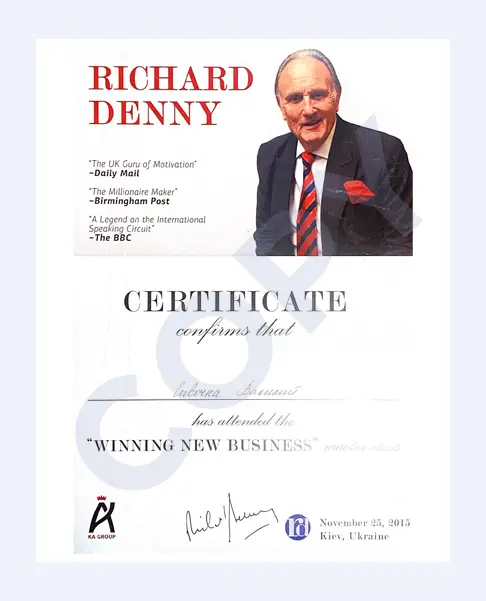 RICHARD
DENNY
"The UK Guru of Motivation"
–Daily Mail
"The Millionaire Maker"
–Birmingham Post
"A Legend on the International
Speaking Circuit"
–The BBC
COPY
CERTIFICATE
confirms that
has attended the
"WINNING NEW BUSINESS" master-class
KA GROUP
rd
November 25, 2015
Kiev, Ukraine